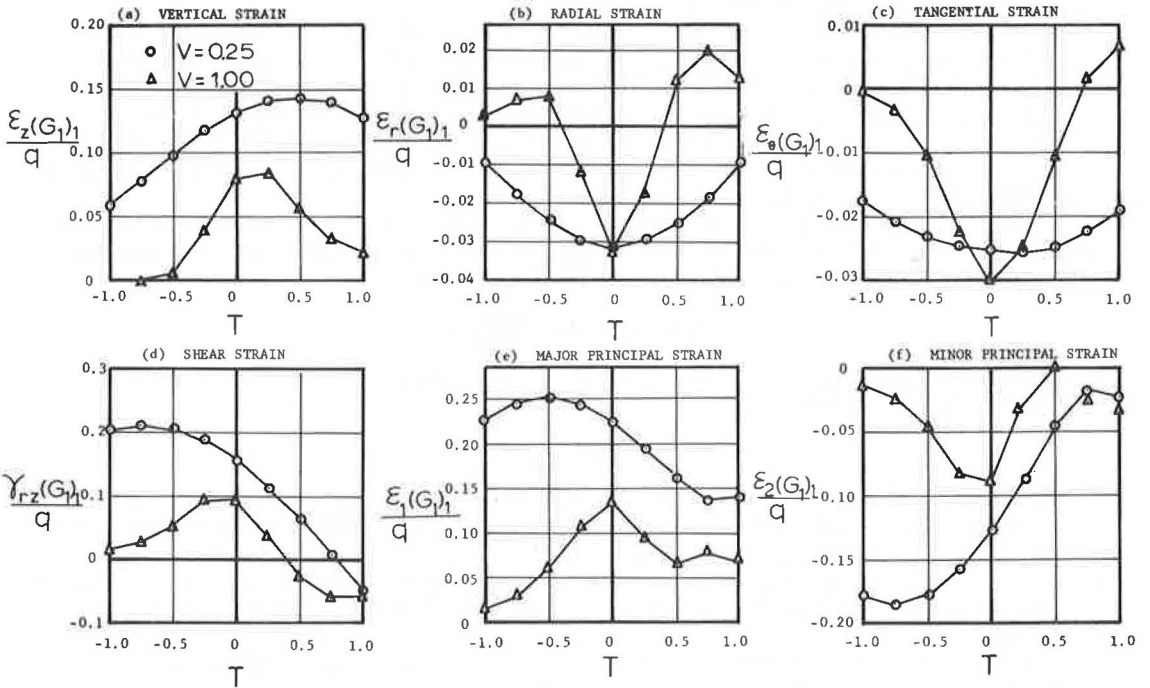 (a) VERTICAL STRAIN
0.20
0.15
0.10
0.05
0
V=0.25
V=1.00
εz(G1)1
q
-1.0 -0.5 0 0.5 1.0
T
(b) RADIAL STRAIN
0.02
0.01
0
-0.01
-0.02
-0.03
-0.04
εr(G1)1
q
-1.0 -0.5 0 0.5 1.0
T
(c) TANGENTIAL STRAIN
0.01
0
-0.01
-0.02
-0.03
εθ(G1)1
q
-1.0 -0.5 0 0.5 1.0
T
(d) SHEAR STRAIN
0.3
0.2
0.1
0
-0.1
γrz(G1)1
q
-1.0 -0.5 0 0.5 1.0
T
(e) MAJOR PRINCIPAL STRAIN
0.25
0.20
0.15
0.10
0.05
0
ε1(G1)1
q
-1.0 -0.5 0 0.5 1.0
T
(f) MINOR PRINCIPAL STRAIN
0
-0.05
-0.10
-0.15
-0.20
ε2(G1)1
q
-1.0 -0.5 0 0.5 1.0
T